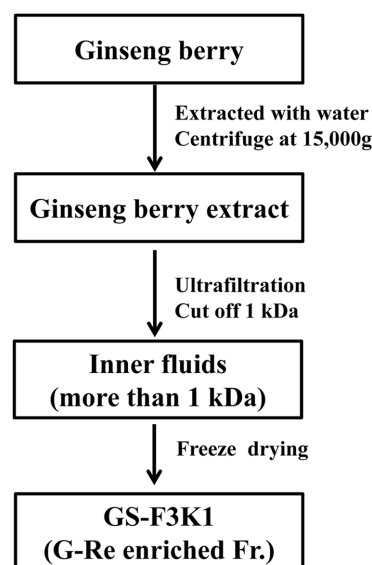 Ginseng berry
Extracted with water
Centrifuge at 15,000g
Ginseng berry extract
Ultrafiltration
Cut off 1 kDa
Inner fluids
(more than 1 kDa)
Freeze drying
GS-F3K1
(G-Re enriched Fr.)